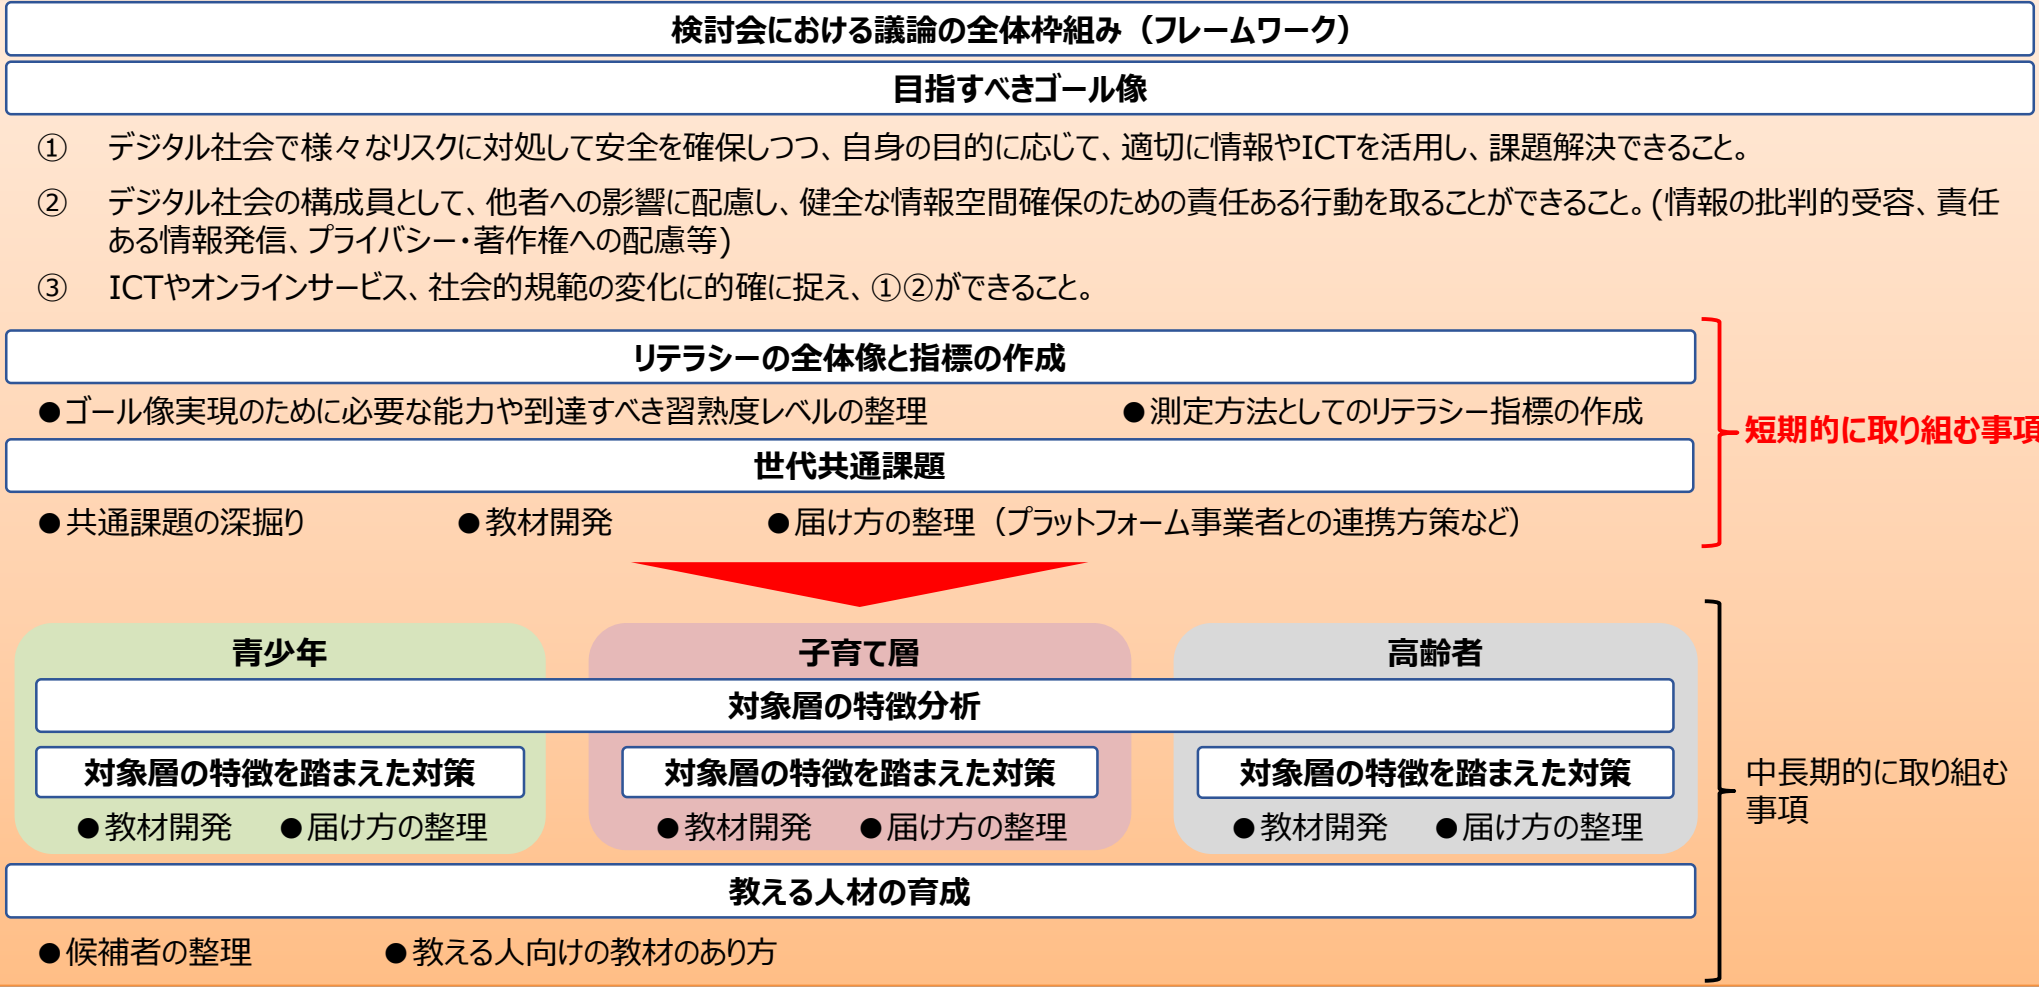 検討会における議論の全体枠組み（フレームワーク）
目指すべきゴール像
① デジタル社会で様々なリスクに対処して安全を確保しつつ、自身の目的に応じて、適切に情報やICTを活用し、課題解決できること。
② デジタル社会の構成員として、他者への影響に配慮し、健全な情報空間確保のための責任ある行動を取ることができること。(情報の批判的受容、責任
ある情報発信、プライバシー・著作権への配慮等)
③ ICTやオンラインサービス、社会的規範の変化に的確に捉え、①②ができること。
リテラシーの全体像と指標の作成
●ゴール像実現のために必要な能力や到達すべき習熟度レベルの整理 ●測定方法としてのリテラシー指標の作成
短期的に取り組む事項
世代共通課題
●共通課題の深掘り ●教材開発 ●届け方の整理（プラットフォーム事業者との連携方策など）
青少年 子育て層 高齢者
対象層の特徴分析
対象層の特徴を踏まえた対策 対象層の特徴を踏まえた対策 対象層の特徴を踏まえた対策
●教材開発 ●届け方の整理 ●教材開発 ●届け方の整理 ●教材開発 ●届け方の整理
中長期的に取り組む
事項
教える人材の育成
●候補者の整理 ●教える人向けの教材のあり方